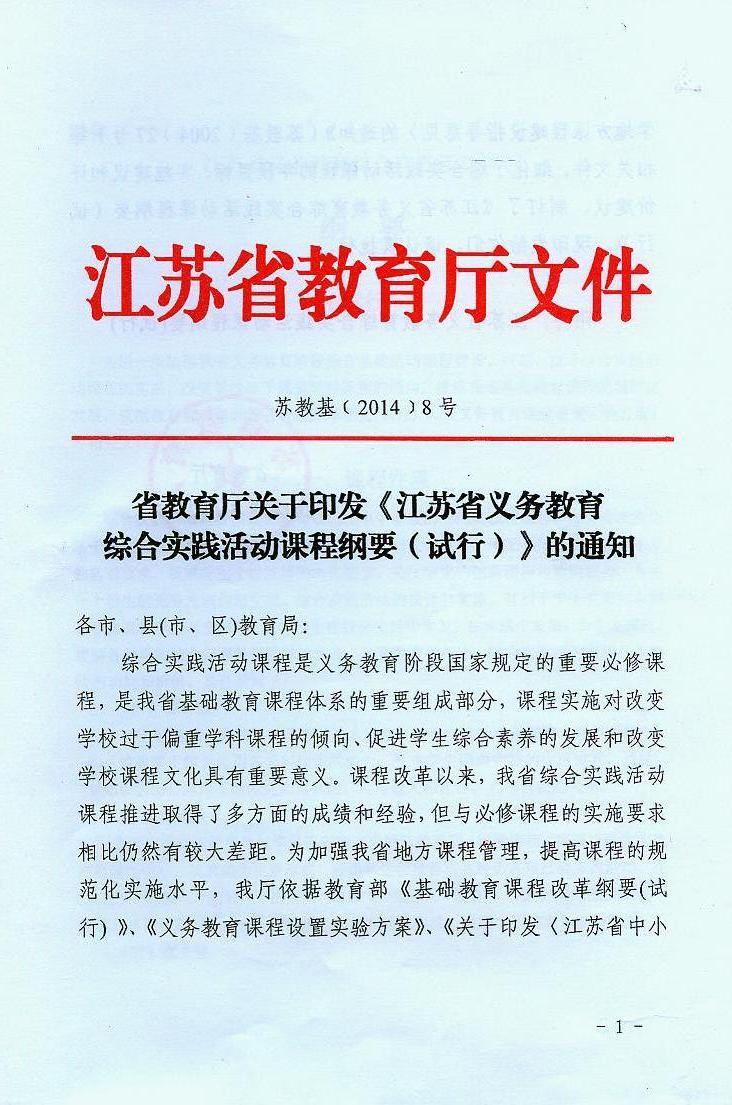 江苏省教育厅文件
苏教基﹝2014﹞8号
省教育厅关于印发《江苏省义务教育
综合实践活动课程纲要（试行）》的通知
各市、县(市、区)教育局：
综合实践活动课程是义务教育阶段国家规定的重要必修课
程，是我省基础教育课程体系的重要组成部分，课程实施对改变
学校过于偏重学科课程的倾向、促进学生综合素养的发展和改变
学校课程文化具有重要意义。课程改革以来，我省综合实践活动
课程推进取得了多方面的成绩和经验，但与必修课程的实施要求
相比仍然有较大差距。为加强我省地方课程管理，提高课程的规
范化实施水平，我厅依据教育部《基础教育课程改革纲要(试
行)》、《义务教育课程设置实验方案》、《关于印发〈江苏省中小
- 1 -